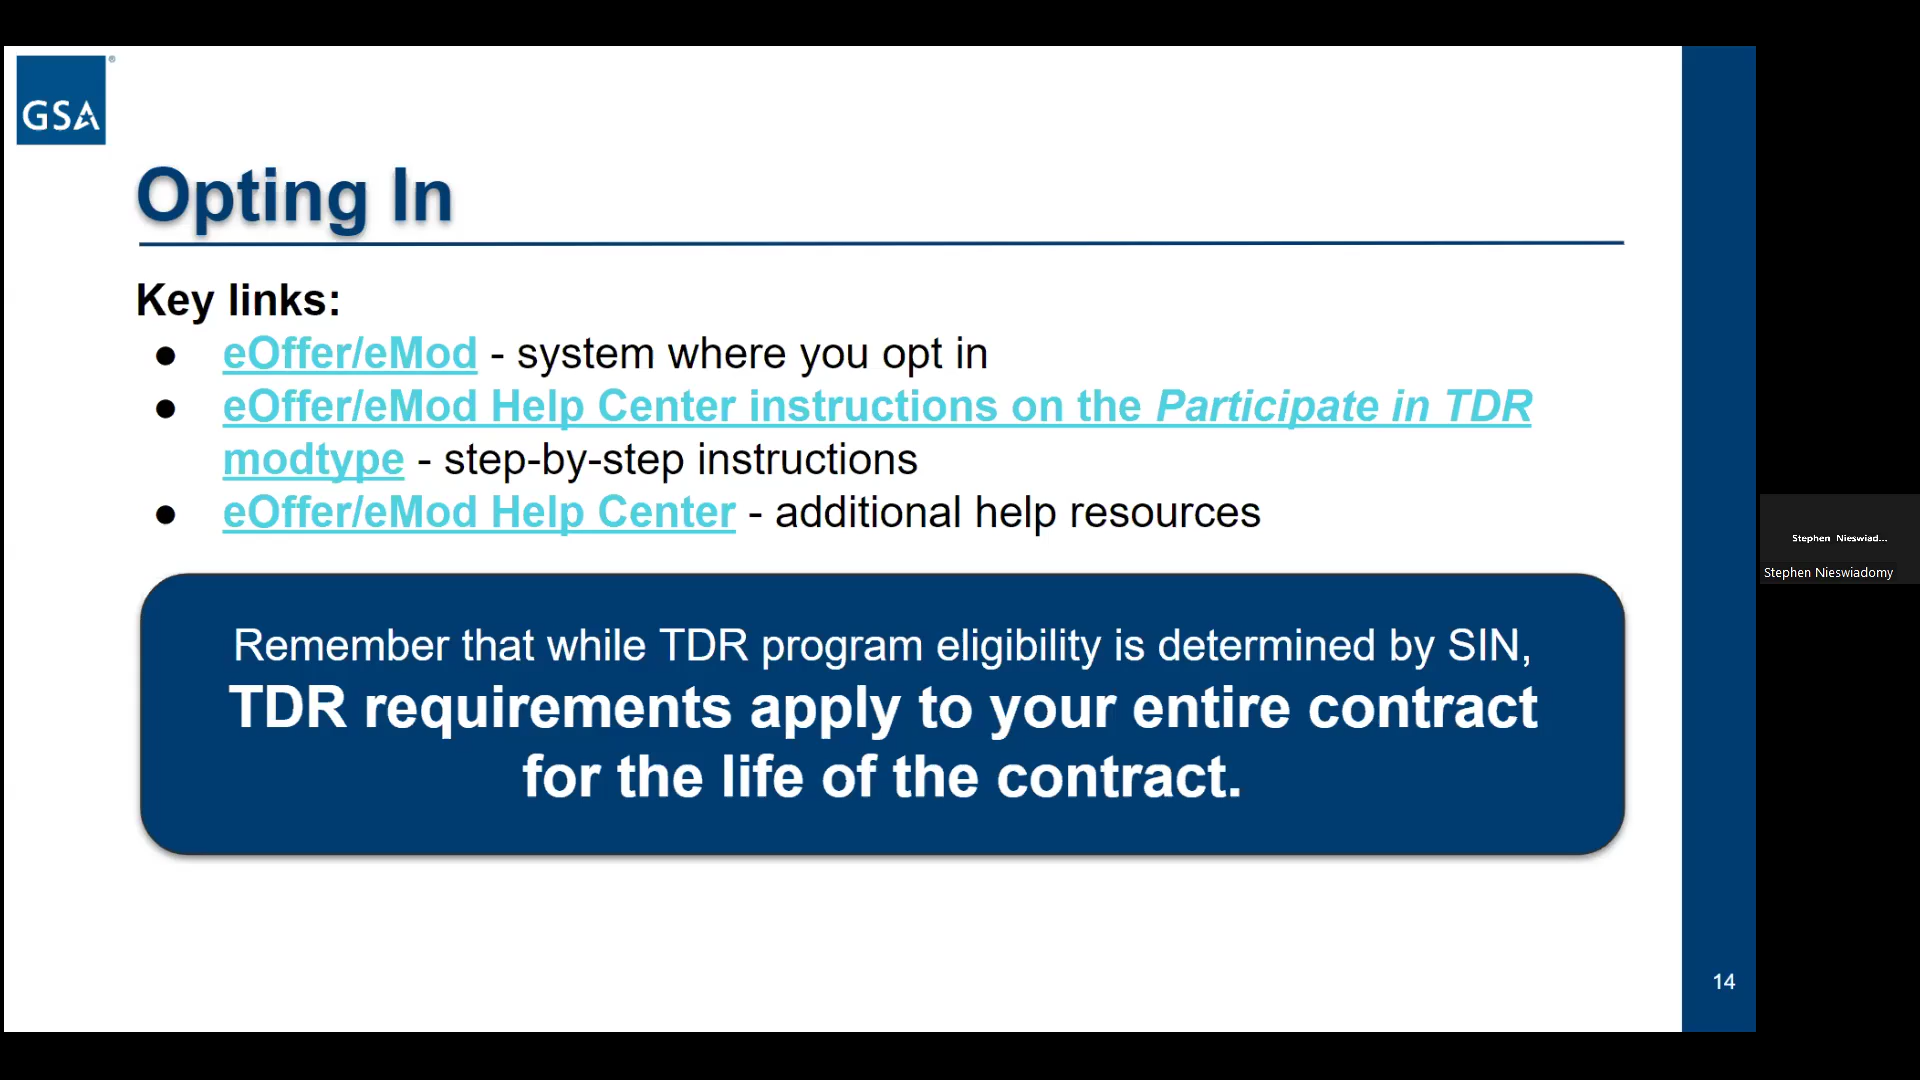 GSA
®
Opting In
Key links:
● eOffer/eMod - system where you opt in
● eOffer/eMod Help Center instructions on the Participate in TDR
modtype - step-by-step instructions
● eOffer/eMod Help Center - additional help resources
Remember that while TDR program eligibility is determined by SIN,
TDR requirements apply to your entire contract
for the life of the contract.
Stephen Nieswiad...
Stephen Nieswiadomy
14